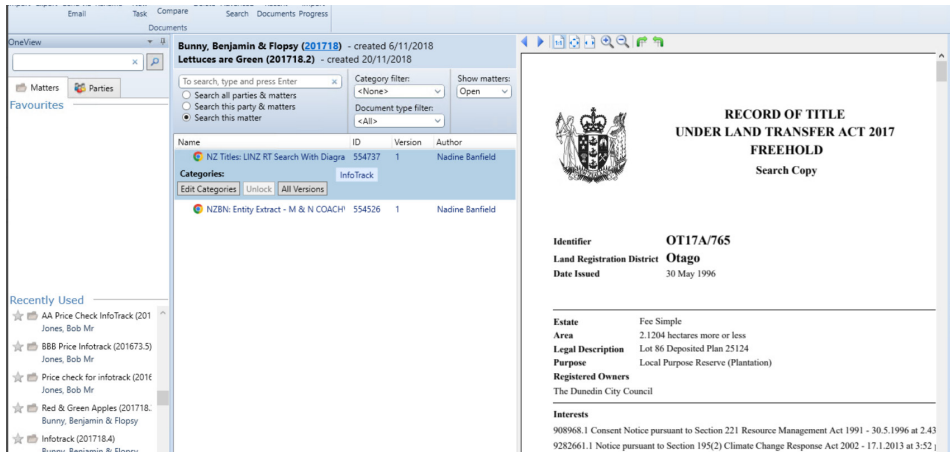 Email
Task
Compare
Search Documents Progress
Documents
OneView
Matters
Parties
Favourites
Recently Used
AA Price Check InfoTrack (201
Jones, Bob Mr
BBB Price Infotrack (201673.5)
Jones, Bob Mr
Price check for infotrack (2016
Jones, Bob Mr
Red & Green Apples (201718.
Bunny, Benjamin & Flopsy
Infotrack (201718.4)
Bunny, Benjamin & Flopsy
Bunny, Benjamin & Flopsy (201718) - created 6/11/2018
Lettuces are Green (201718.2) - created 20/11/2018
To search, type and press Enter
Search all parties & matters
Search this party & matters
Search this matter
Category filter:
<None>
Document type filter:
<All>
Show matters:
Open
Name ID Version Author
NZ Titles: LINZ RT Search With Diagra 554737 1 Nadine Banfield
Categories: InfoTrack
Edit Categories Unlock All Versions
NZBN: Entity Extract - M & N COACH 554526 1 Nadine Banfield
RECORD OF TITLE
UNDER LAND TRANSFER ACT 2017
FREEHOLD
Search Copy
Identifier OT17A/765
Land Registration District Otago
Date Issued 30 May 1996
Estate Fee Simple
Area 2.1204 hectares more or less
Legal Description Lot 86 Deposited Plan 25124
Purpose Local Purpose Reserve (Plantation)
Registered Owners
The Dunedin City Council
Interests
908968.1 Consent Notice pursuant to Section 221 Resource Management Act 1991 - 30.5.1996 at 2.43
9282661.1 Notice pursuant to Section 195(2) Climate Change Response Act 2002 - 17.1.2013 at 3:52